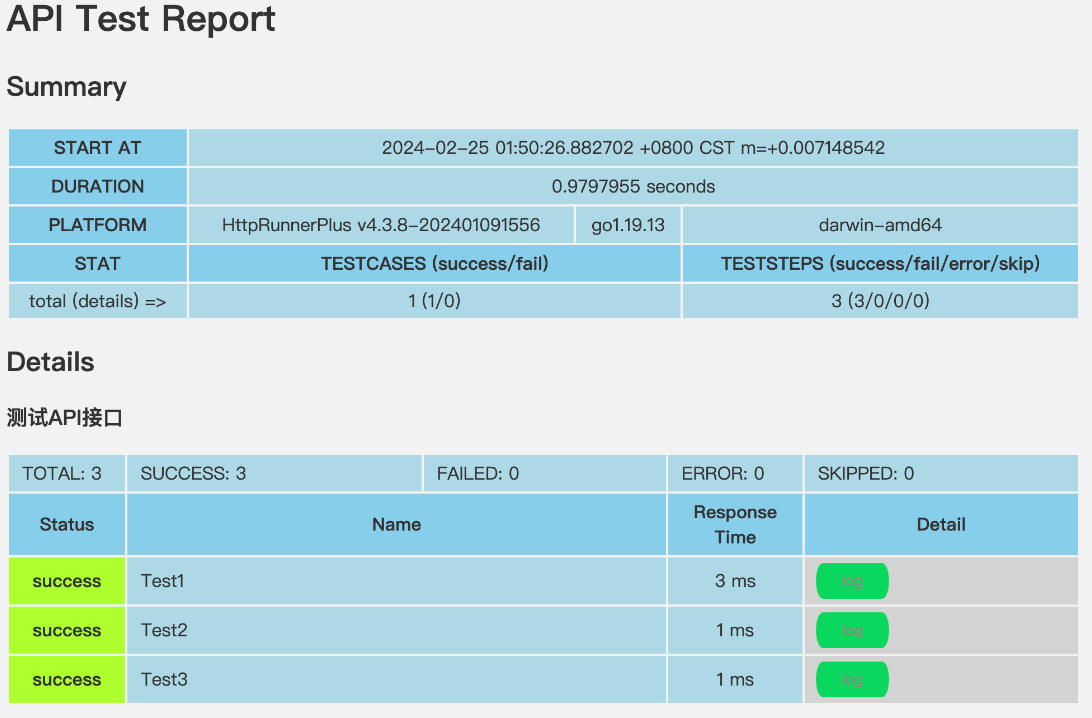 API Test Report
Summary
START AT 2024-02-25 01:50:26.882702 +0800 CST m=+0.007148542
DURATION 0.9797955 seconds
PLATFORM HttpRunnerPlus v4.3.8-202401091556 go1.19.13 darwin-amd64
STAT TESTCASES (success/fail) TESTSTEPS (success/fail/error/skip)
total (details) => 1 (1/0) 3 (3/0/0/0)
Details
测试API接口
TOTAL: 3 SUCCESS: 3 FAILED: 0 ERROR: 0 SKIPPED: 0
Status Name Response Time Detail
success Test1 3 ms log
success Test2 1 ms log
success Test3 1 ms log